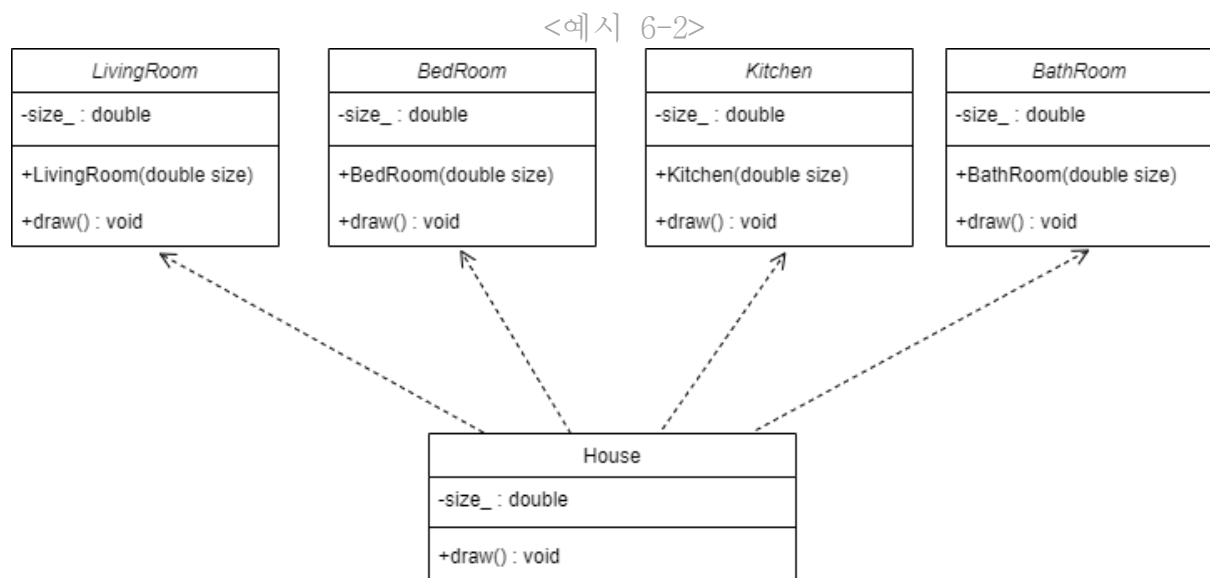 <예시 6-2>
LivingRoom
-size_ : double
+LivingRoom(double size)
+draw() : void
BedRoom
-size_ : double
+BedRoom(double size)
+draw() : void
Kitchen
-size_ : double
+Kitchen(double size)
+draw() : void
BathRoom
-size_ : double
+BathRoom(double size)
+draw() : void
House
-size_ : double
+draw() : void